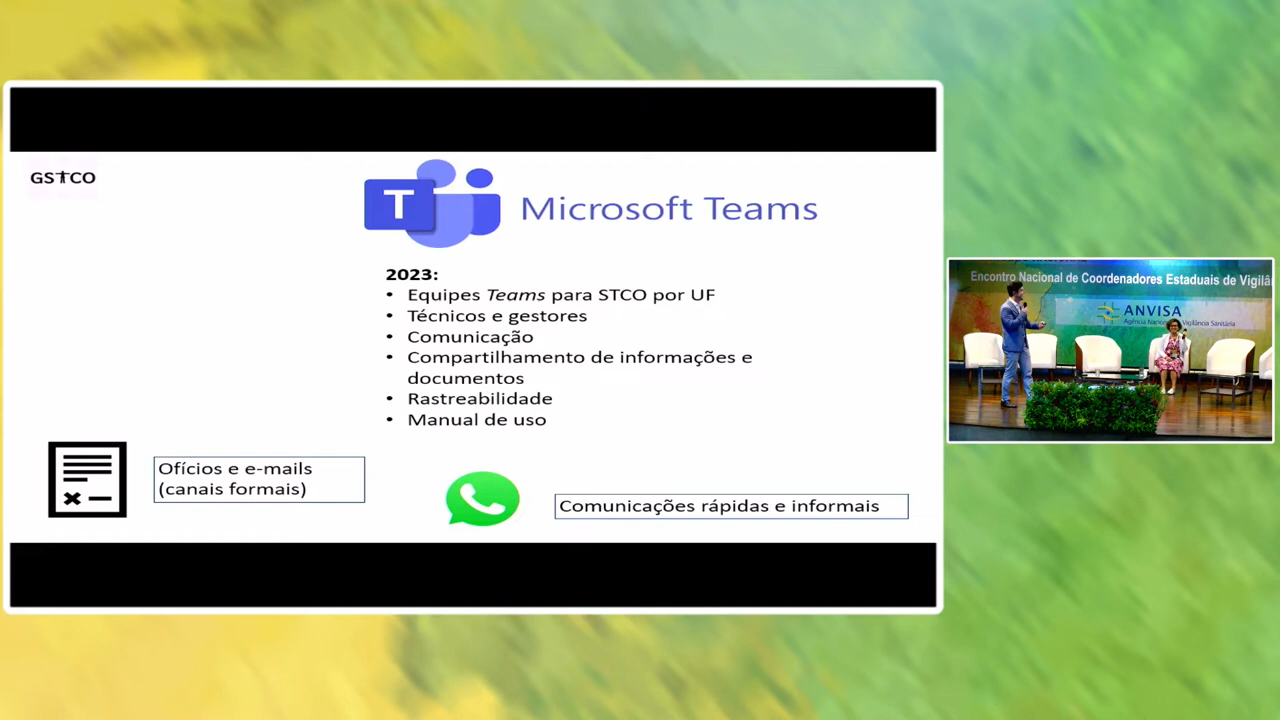 GSTCO
T
Microsoft Teams
2023:
• Equipes Teams para STCO por UF
• Técnicos e gestores
• Comunicação
• Compartilhamento de informações e
documentos
• Rastreabilidade
• Manual de uso
Ofícios e e-mails
(canais formais)
Comunicações rápidas e informais
Encontro Nacional de Coordenadores Estaduais de Vigilân
ANVISA
Agência Nacional de Vigilância Sanitária